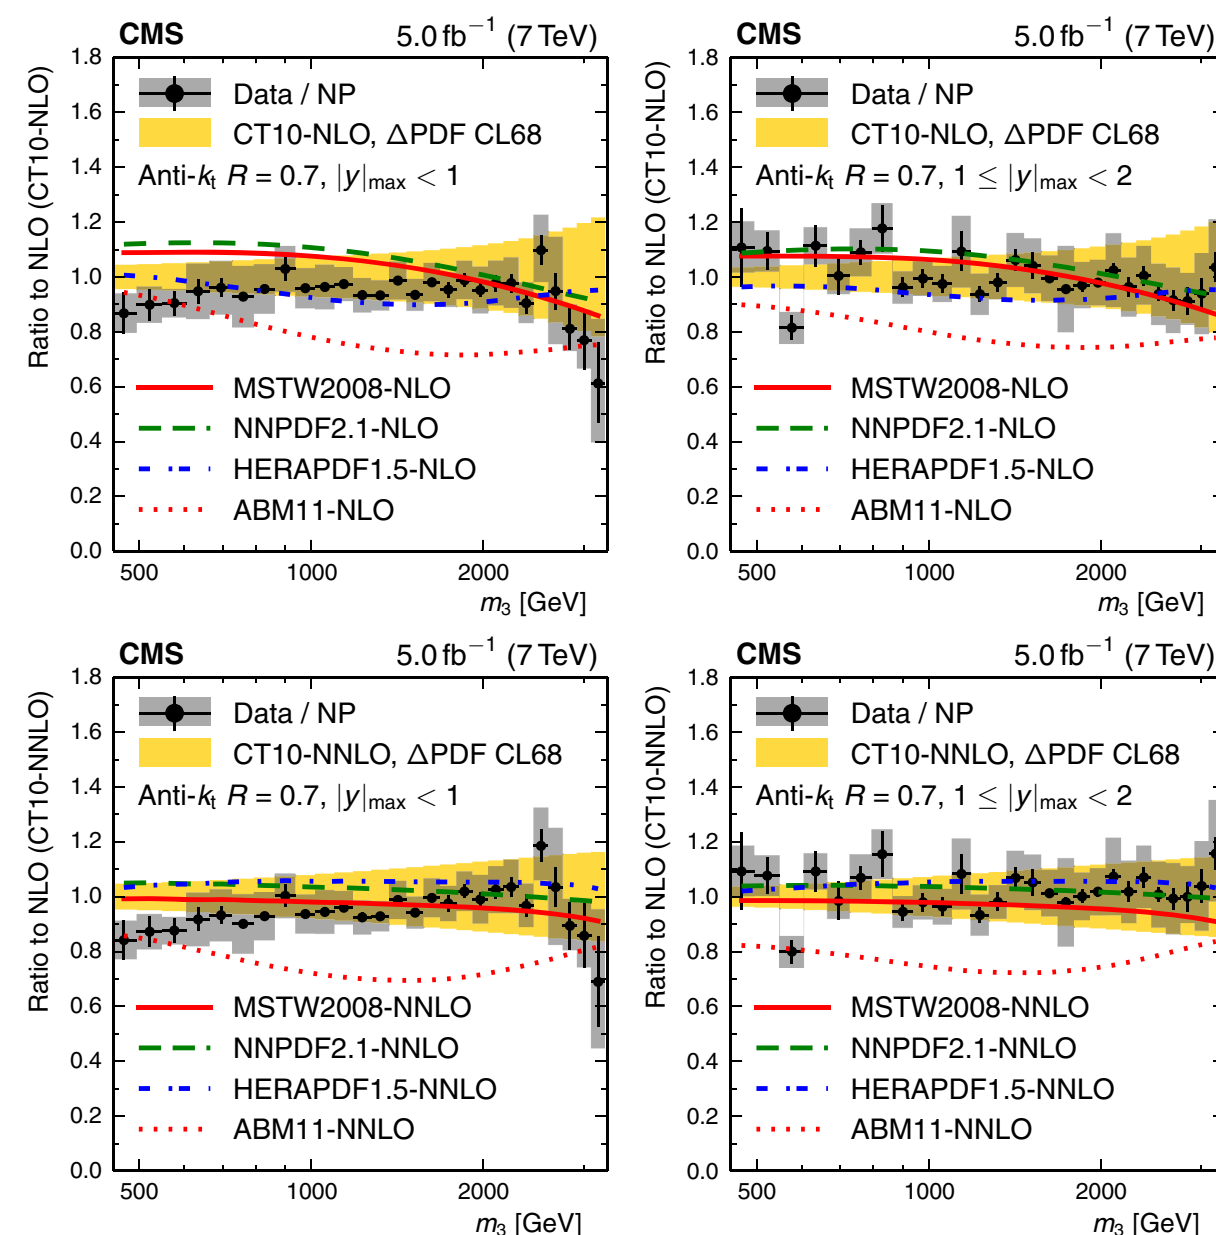 CMS 5.0 fb⁻¹ (7 TeV)
Ratio to NLO (CT10-NLO)
1.8
1.6
1.4
1.2
1.0
0.8
0.6
0.4
0.2
0.0
Data / NP
CT10-NLO, ΔPDF CL68
Anti-kₜ R = 0.7, |y|max < 1
MSTW2008-NLO
NNPDF2.1-NLO
HERAPDF1.5-NLO
ABM11-NLO
500 1000 2000
m₃ [GeV]
CMS 5.0 fb⁻¹ (7 TeV)
Ratio to NLO (CT10-NLO)
1.8
1.6
1.4
1.2
1.0
0.8
0.6
0.4
0.2
0.0
Data / NP
CT10-NLO, ΔPDF CL68
Anti-kₜ R = 0.7, 1 ≤ |y|max < 2
MSTW2008-NLO
NNPDF2.1-NLO
HERAPDF1.5-NLO
ABM11-NLO
500 1000 2000
m₃ [GeV]
CMS 5.0 fb⁻¹ (7 TeV)
Ratio to NLO (CT10-NNLO)
1.8
1.6
1.4
1.2
1.0
0.8
0.6
0.4
0.2
0.0
Data / NP
CT10-NNLO, ΔPDF CL68
Anti-kₜ R = 0.7, |y|max < 1
MSTW2008-NNLO
NNPDF2.1-NNLO
HERAPDF1.5-NNLO
ABM11-NNLO
500 1000 2000
m₃ [GeV]
CMS 5.0 fb⁻¹ (7 TeV)
Ratio to NLO (CT10-NNLO)
1.8
1.6
1.4
1.2
1.0
0.8
0.6
0.4
0.2
0.0
Data / NP
CT10-NNLO, ΔPDF CL68
Anti-kₜ R = 0.7, 1 ≤ |y|max < 2
MSTW2008-NNLO
NNPDF2.1-NNLO
HERAPDF1.5-NNLO
ABM11-NNLO
500 1000 2000
m₃ [GeV]